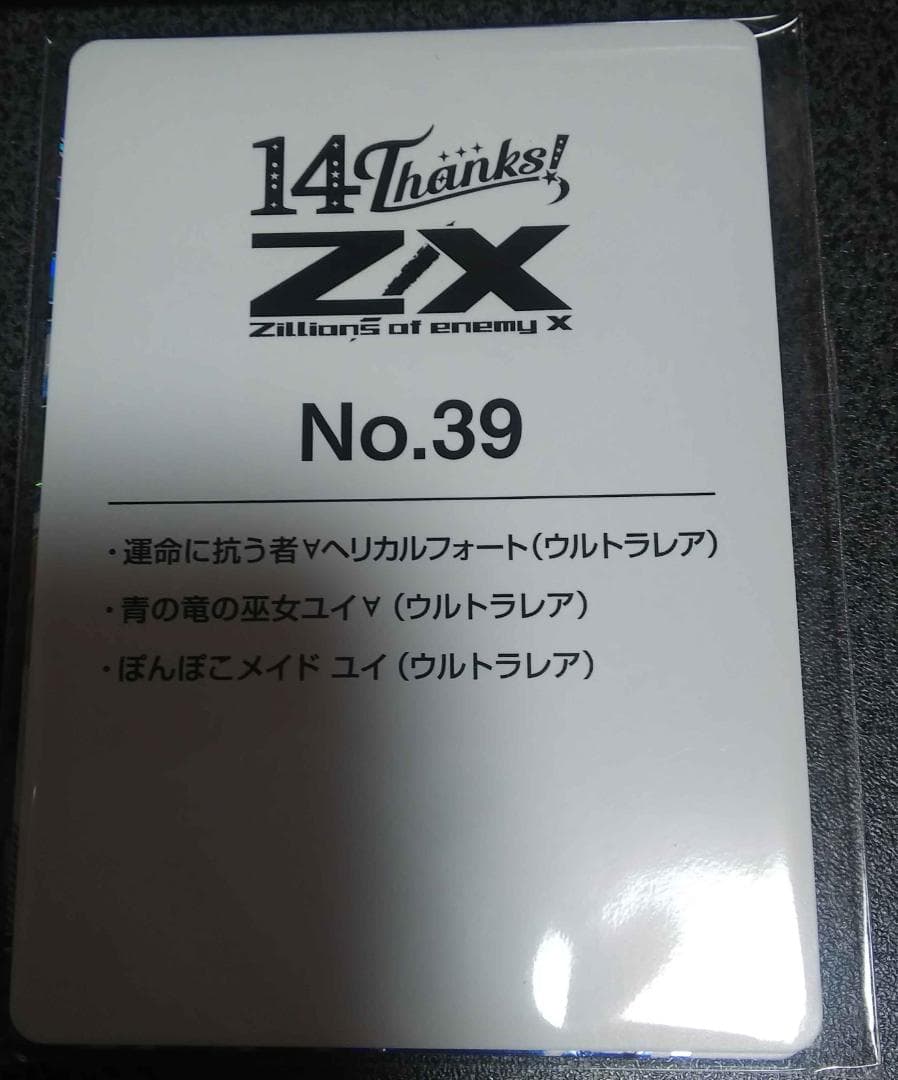 14 Thanks!
Z/X
Zillions of enemy X
No.39
・運命に抗う者∀ヘリカルフォート(ウルトラレア)
・青の竜の巫女ユイ∀(ウルトラレア)
・ぽんぽこメイド ユイ(ウルトラレア)